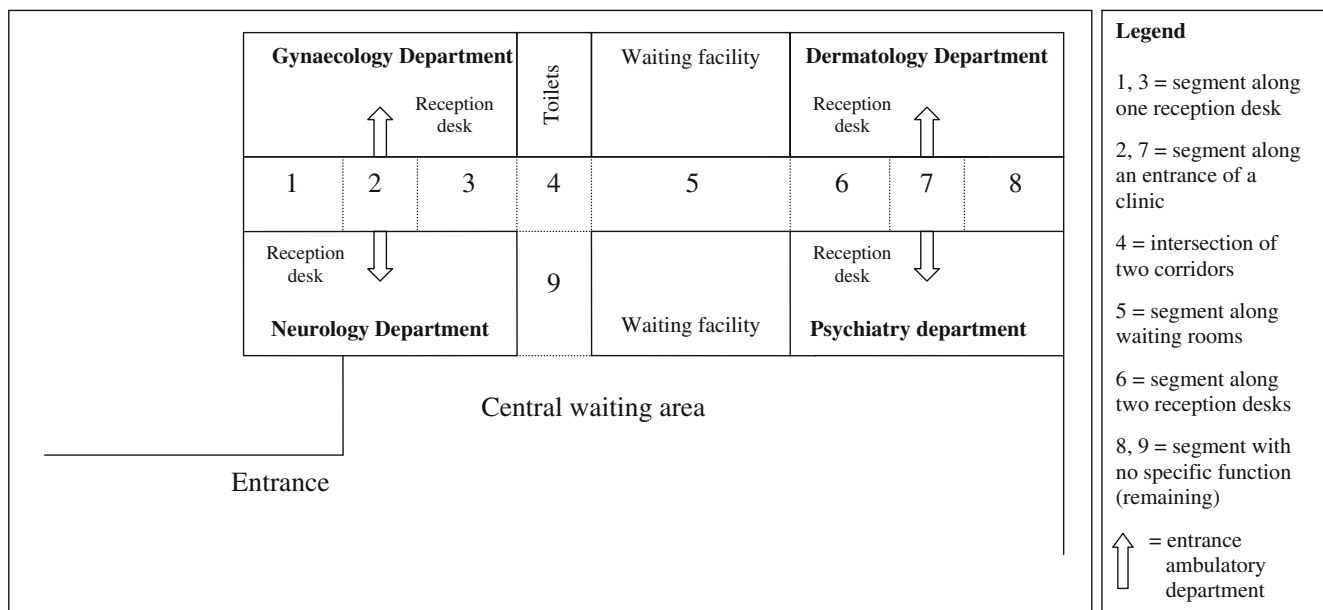 Gynaecology Department
Toilets
Waiting facility
Dermatology Department
Reception
desk
Reception
desk
1
2
3
4
5
6
7
8
Reception
desk
9
Reception
desk
Neurology Department
Waiting facility
Psychiatry department
Central waiting area
Entrance
Legend
1, 3 = segment along
one reception desk
2, 7 = segment along
an entrance of a
clinic
4 = intersection of
two corridors
5 = segment along
waiting rooms
6 = segment along
two reception desks
8, 9 = segment with
no specific function
(remaining)
= entrance
ambulatory
department